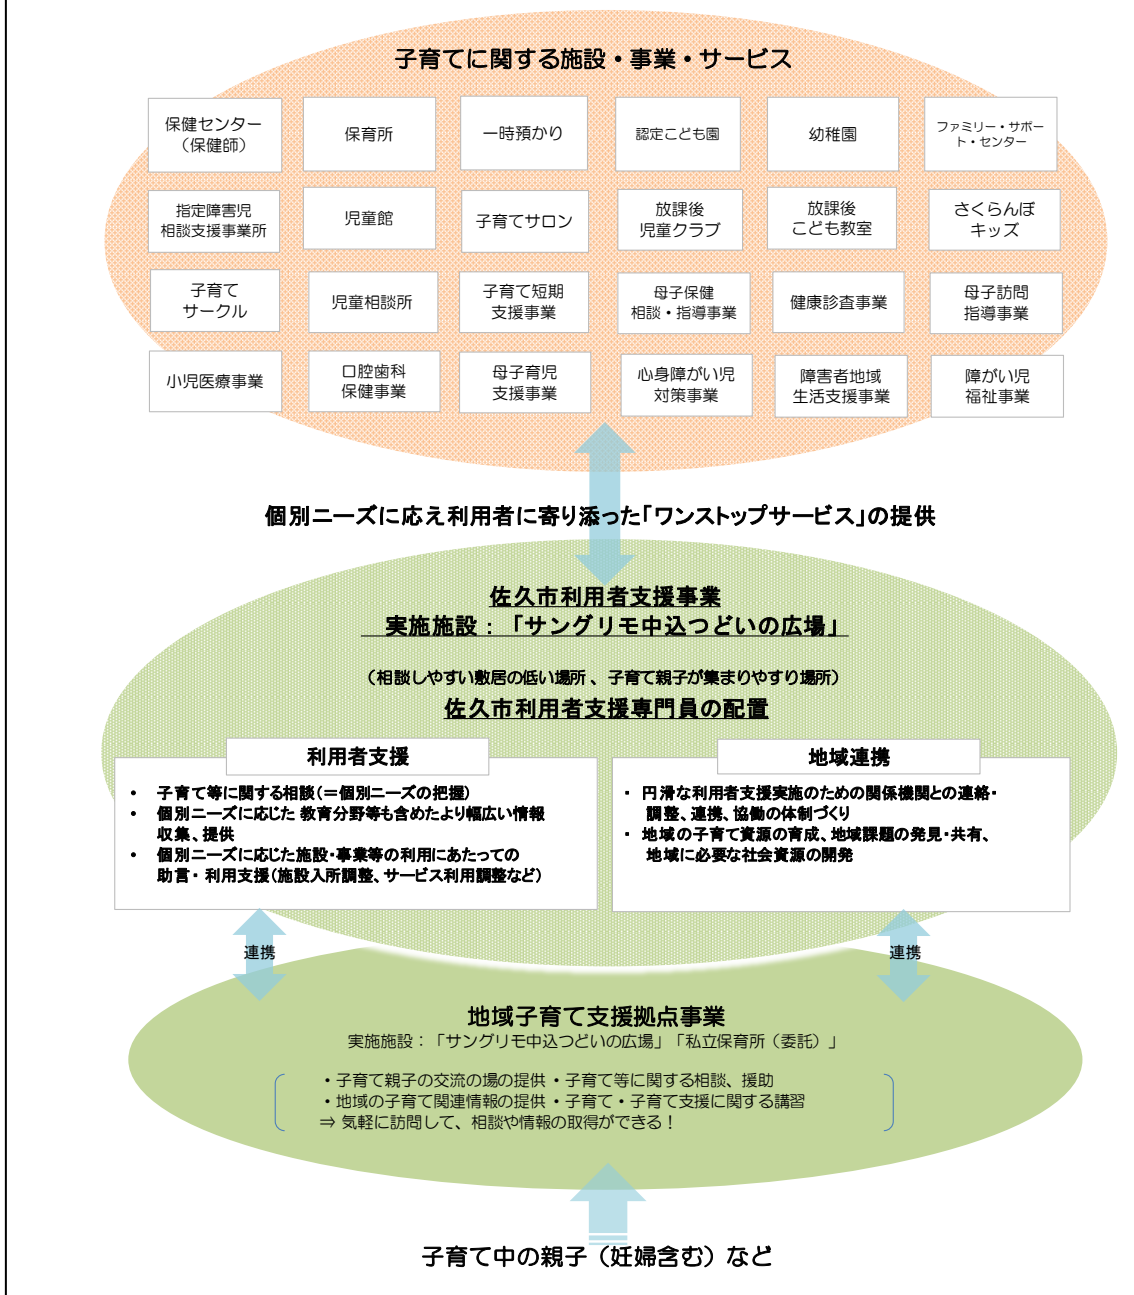 子育てに関する施設・事業・サービス
保健センター
（保健師）
保育所
一時預かり
認定こども園
幼稚園
ファミリー・サポー
ト・センター
指定障害児
相談支援事業所
児童館
子育てサロン
放課後
児童クラブ
放課後
こども教室
さくらんぼ
キッズ
子育て
サークル
児童相談所
子育て短期
支援事業
母子保健
相談・指導事業
健康診査事業
母子訪問
指導事業
小児医療事業
口腔歯科
保健事業
母子育児
支援事業
心身障がい児
対策事業
障害者地域
生活支援事業
障がい児
福祉事業
個別ニーズに応え利用者に寄り添った「ワンストップサービス」の提供
佐久市利用者支援事業
実施施設：「サングリモ中込つどいの広場」
（相談しやすい敷居の低い場所、子育て親子が集まりやすり場所）
佐久市利用者支援専門員の配置
利用者支援
• 子育て等に関する相談（＝個別ニーズの把握）
• 個別ニーズに応じた 教育分野等も含めたより幅広い情報
収集、提供
• 個別ニーズに応じた施設・事業等の利用にあたっての
助言・利用支援（施設入所調整、サービス利用調整など）
地域連携
・ 円滑な利用者支援実施のための関係機関との連絡・
調整、連携、協働の体制づくり
・ 地域の子育て資源の育成、地域課題の発見・共有、
地域に必要な社会資源の開発
連携
連携
地域子育て支援拠点事業
実施施設：「サングリモ中込つどいの広場」「私立保育所（委託）」
・子育て親子の交流の場の提供 ・子育て等に関する相談、援助
・地域の子育て関連情報の提供 ・子育て・子育て支援に関する講習
⇒ 気軽に訪問して、相談や情報の取得ができる！
子育て中の親子（妊婦含む）など